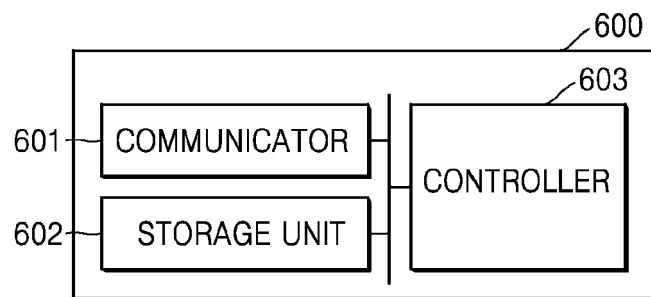 600
603
601
COMMUNICATOR
CONTROLLER
602
STORAGE UNIT